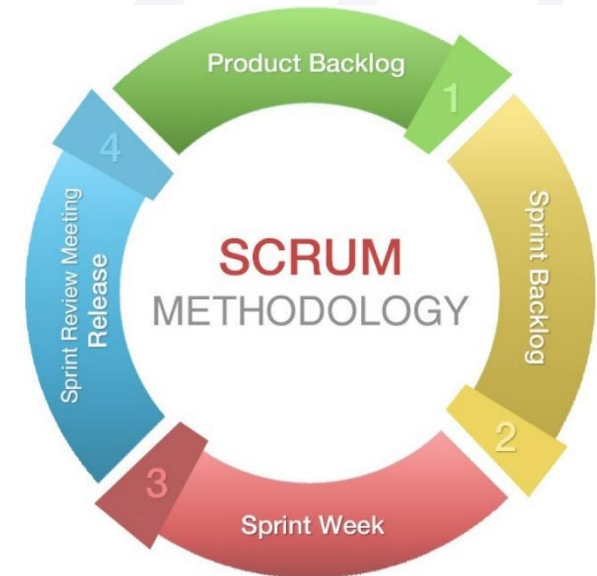 Product Backlog
1
Sprint Backlog
2
Sprint Week
3
Sprint Review Meeting
Release
4
SCRUM
METHODOLOGY